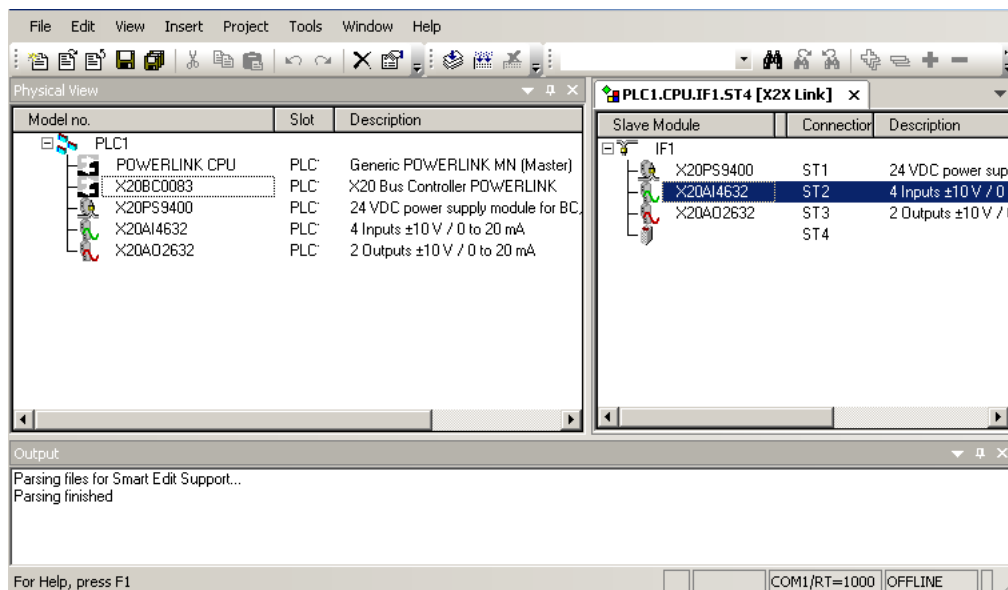 File Edit View Insert Project Tools Window Help
Physical View
Model no. Slot Description
PLC1
POWERLINK CPU PLC Generic POWERLINK MN (Master)
X20BC0083 PLC X20 Bus Controller POWERLINK
X20PS9400 PLC 24 VDC power supply module for BC,
X20AI4632 PLC 4 Inputs ±10 V / 0 to 20 mA
X20AO2632 PLC 2 Outputs ±10 V / 0 to 20 mA
PLC1.CPU.IF1.ST4 [X2X Link]
Slave Module Connection Description
IF1
X20PS9400 ST1 24 VDC power sup
X20AI4632 ST2 4 Inputs ±10 V / 0
X20AO2632 ST3 2 Outputs ±10 V /
ST4
Output
Parsing files for Smart Edit Support...
Parsing finished
For Help, press F1
COM1/RT=1000 OFFLINE